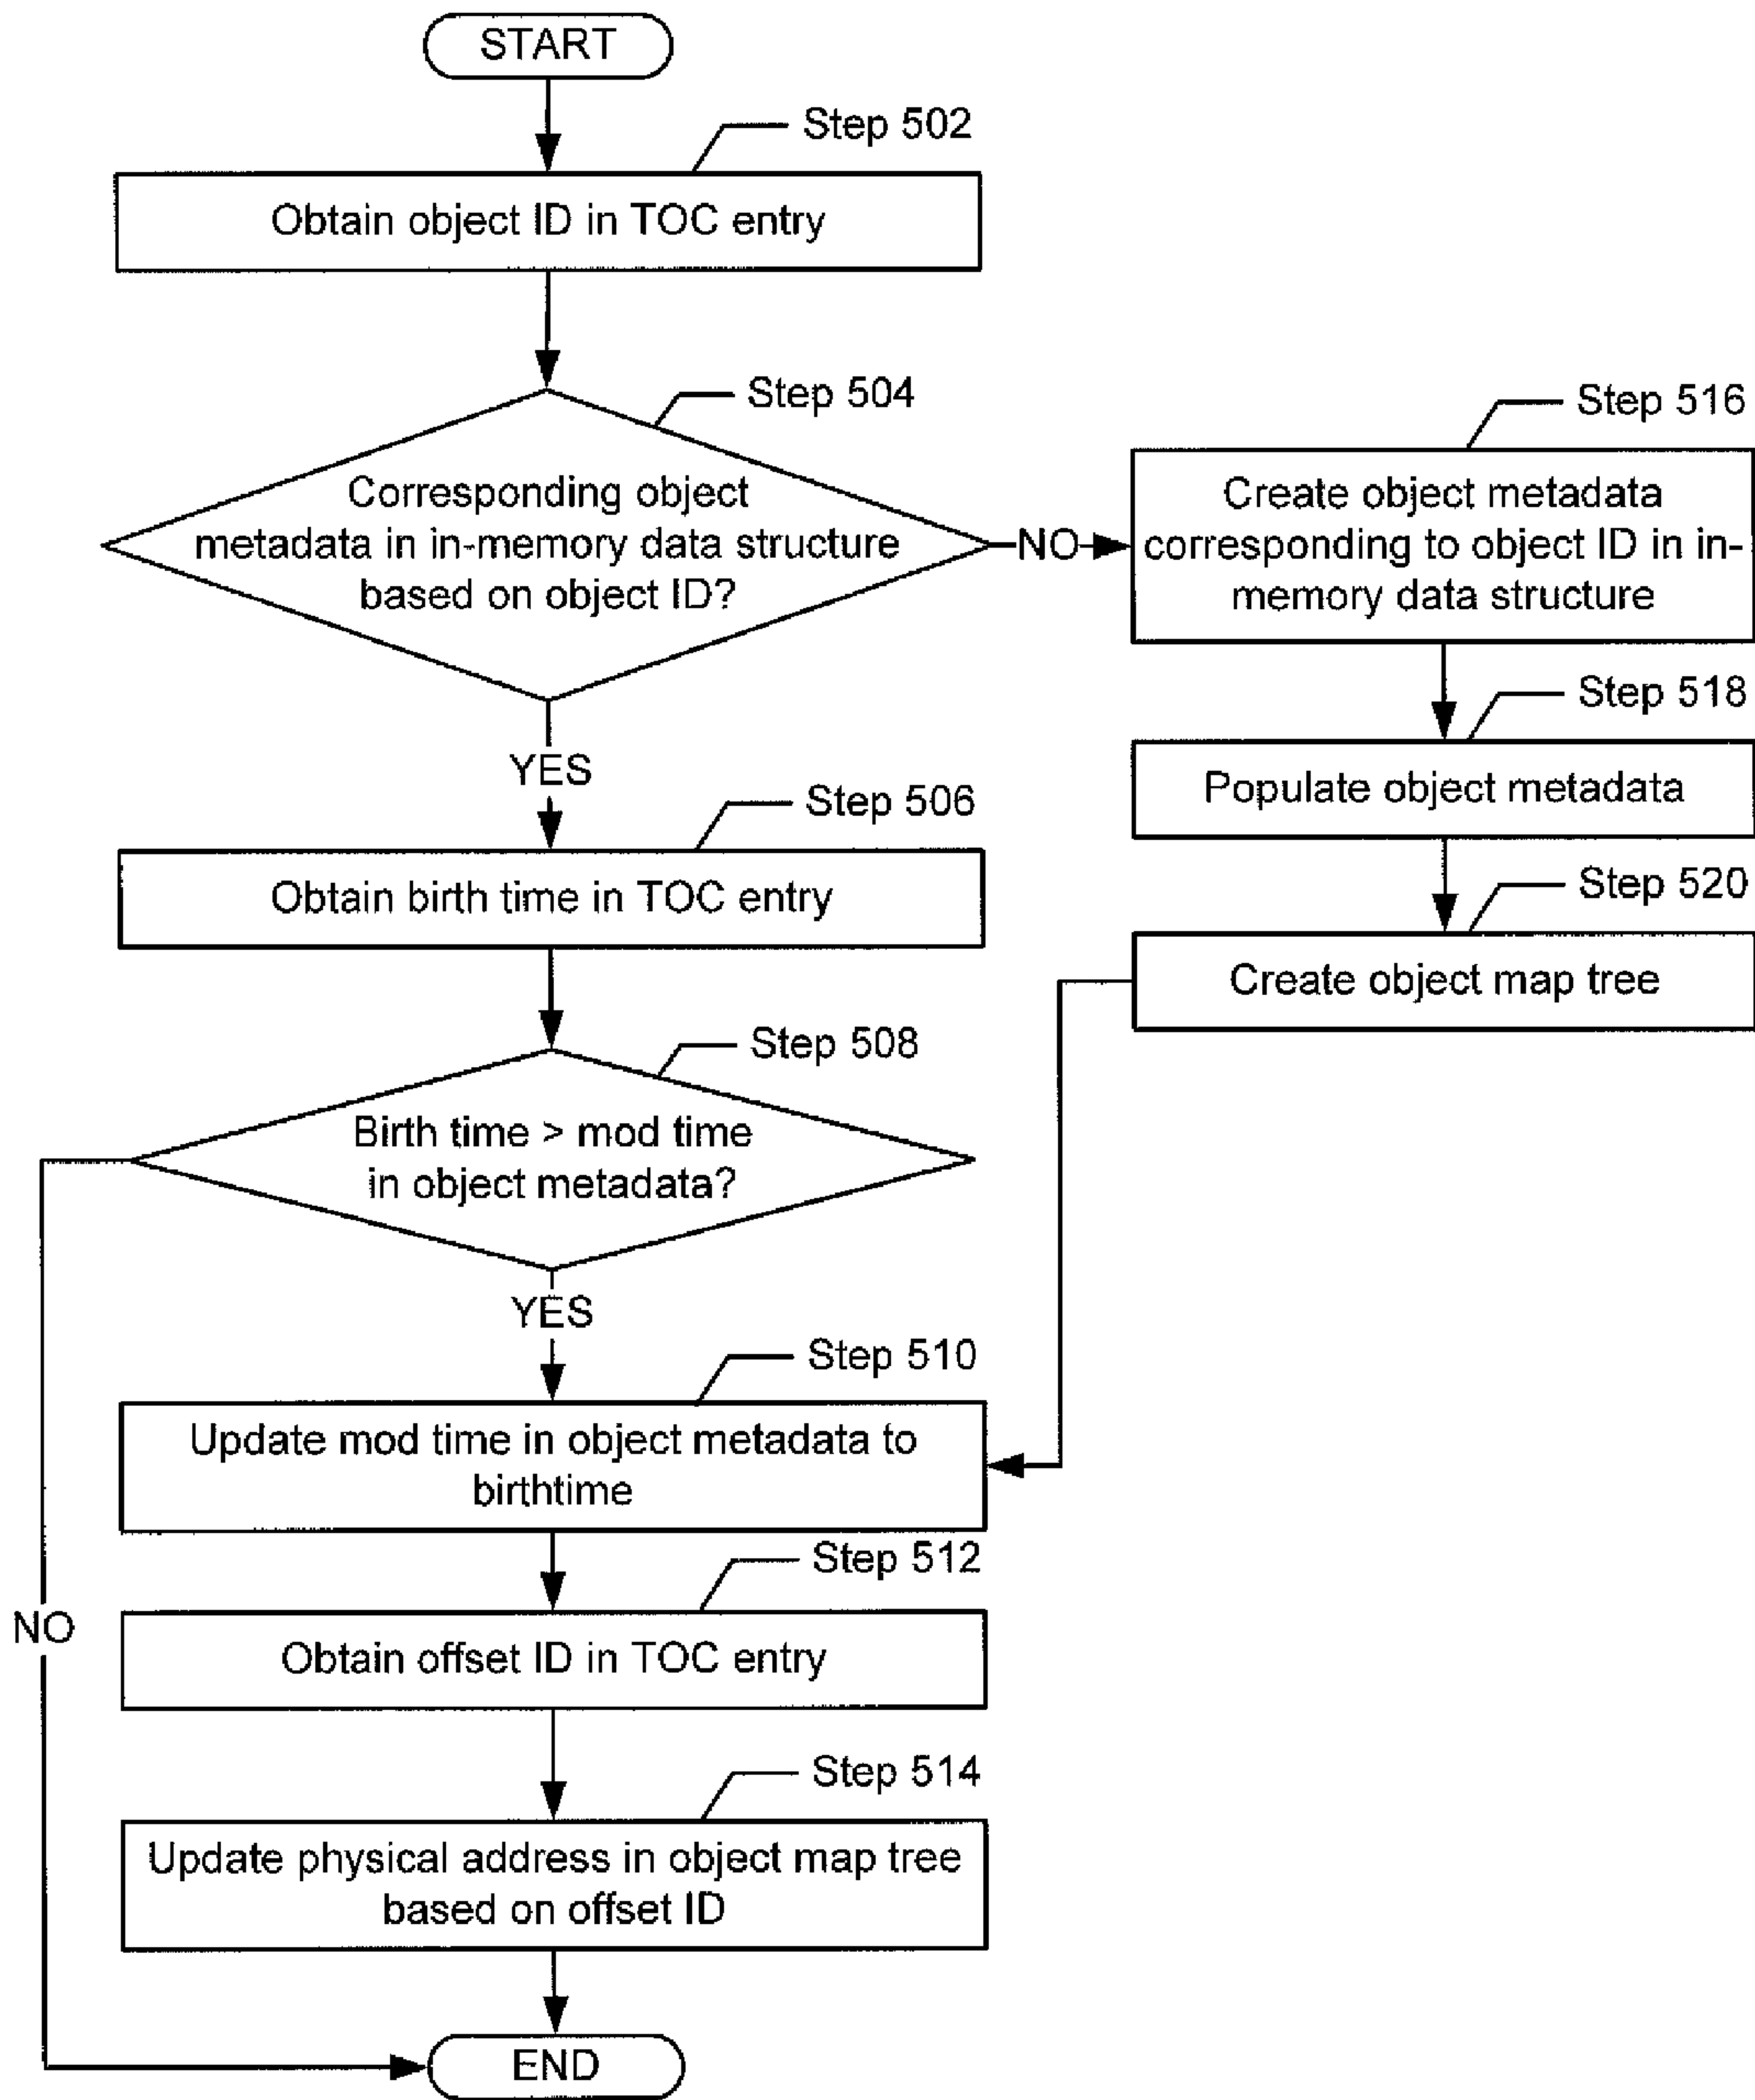 START
Step 502
Obtain object ID in TOC entry
Step 504
Corresponding object
metadata in in-memory data structure
based on object ID?
NO
Step 516
Create object metadata
corresponding to object ID in in-
memory data structure
YES
Step 518
Populate object metadata
Step 506
Obtain birth time in TOC entry
Step 520
Create object map tree
Step 508
Birth time > mod time
in object metadata?
YES
Step 510
Update mod time in object metadata to
birthtime
Step 512
NO
Obtain offset ID in TOC entry
Step 514
Update physical address in object map tree
based on offset ID
END